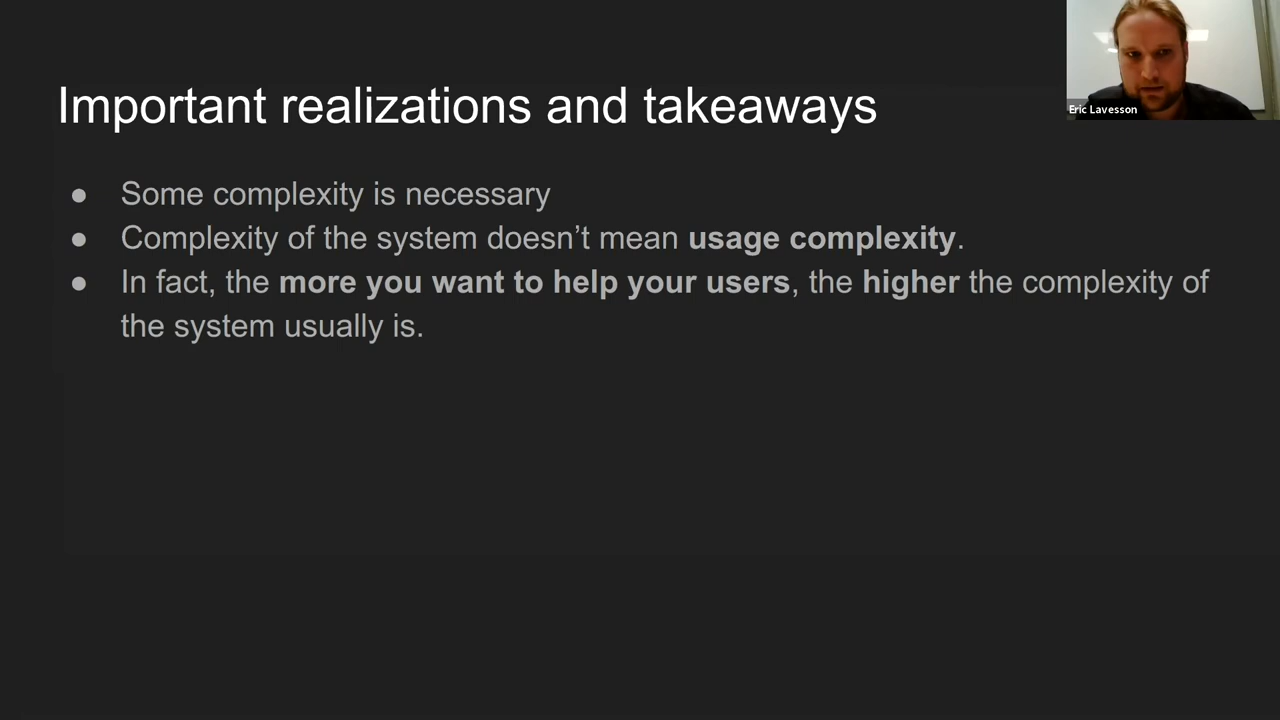 Eric Lavesson
Important realizations and takeaways
● Some complexity is necessary
● Complexity of the system doesn’t mean usage complexity.
● In fact, the more you want to help your users, the higher the complexity of
the system usually is.